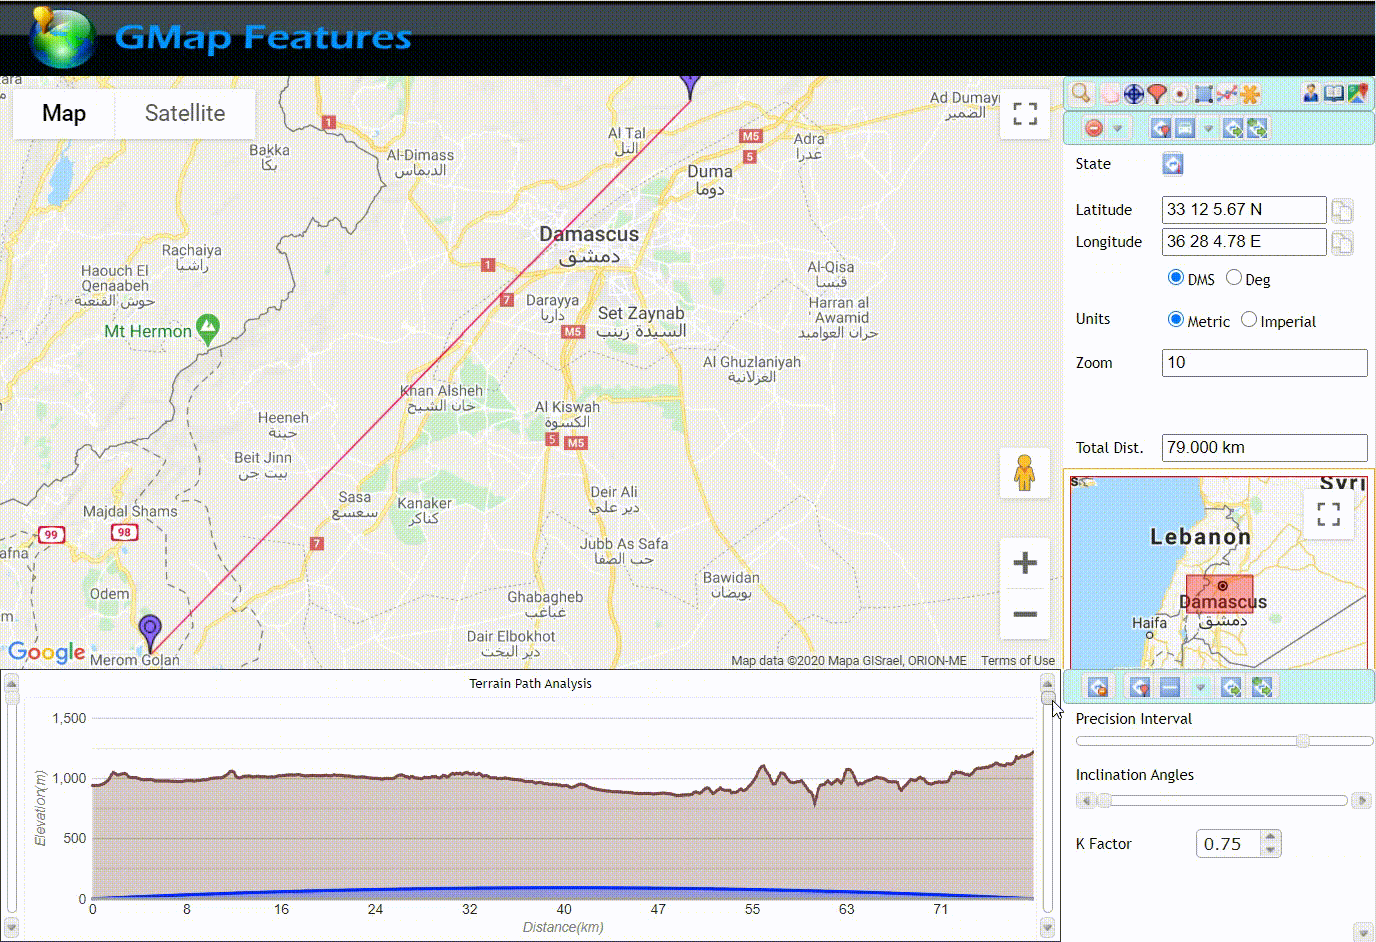 GMap Features
Map
Satellite
1
Bakka
بكا
Al-Dimass
الديماس
Al Tal
التل
M5
5
Adra
عدرا
Ad Dumayr
الضمير
Duma
دوما
Damascus
دمشق
Rachaiya
راشيا
Haouch El
Qenaabeh
حوش القنعبة
1
7
Darayya
داريا
Al-Qisa
قيسا
Mt Hermon
M5
Set Zaynab
السيدة زينب
Harran al
'Awamid
حران العواميد
Al Ghuzlaniyah
الغزلانية
Khan Alsheh
خان الشيح
Heeneh
حينة
Al Kiswah
الكسوة
5
M5
Beit Jinn
بيت جن
Sasa
سعسع
Kanaker
كناكر
Deir Ali
دير علي
Majdal Shams
99
98
afna
7
Jubb As Safa
جب الصفا
Bawidan
بويضان
Odem
Ghabagheb
غباغب
Dair Elbokhot
دير البخت
Google
Merom Golan
Map data ©2020 Mapa GISrael, ORION-ME
Terms of Use
State
Latitude
33 12 5.67 N
Longitude
36 28 4.78 E
DMS
Deg
Units
Metric
Imperial
Zoom
10
Total Dist.
79.000 km
Syri
Lebanon
Damascus
دمشق
Haifa
Terrain Path Analysis
1,500
1,000
500
0
Elevation(m)
0 8 16 24 32 40 47 55 63 71
Distance(km)
Precision Interval
Inclination Angles
K Factor
0.75